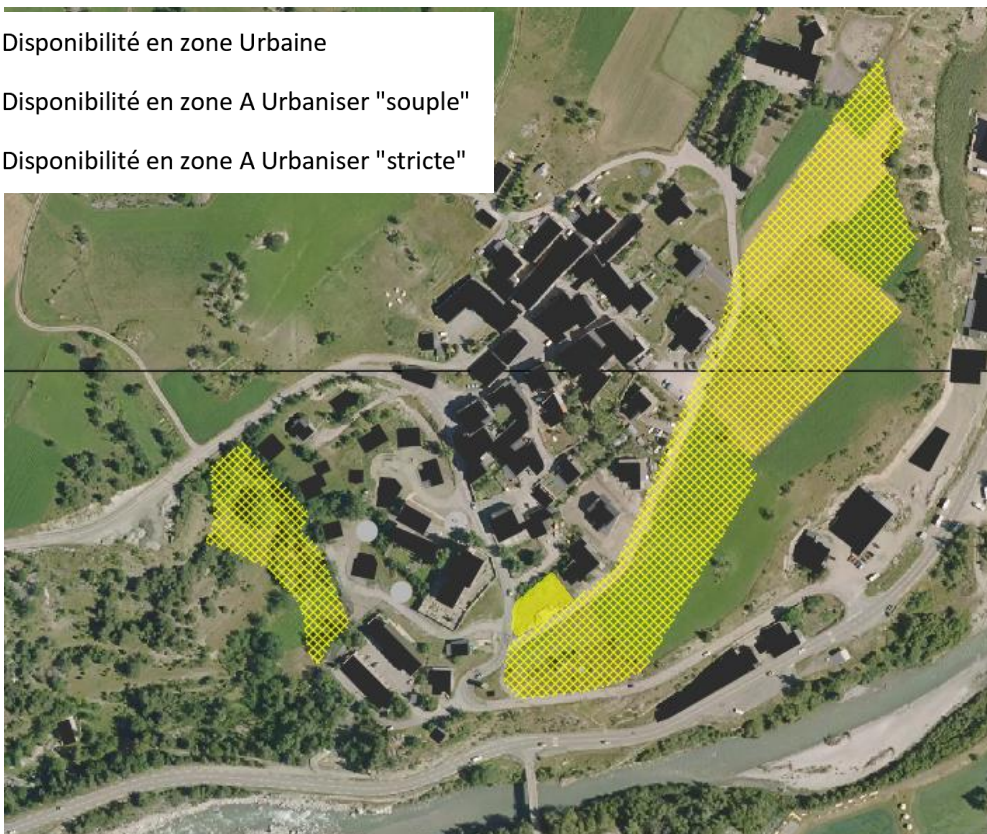 Disponibilité en zone Urbaine
Disponibilité en zone A Urbaniser "souple"
Disponibilité en zone A Urbaniser "stricte"